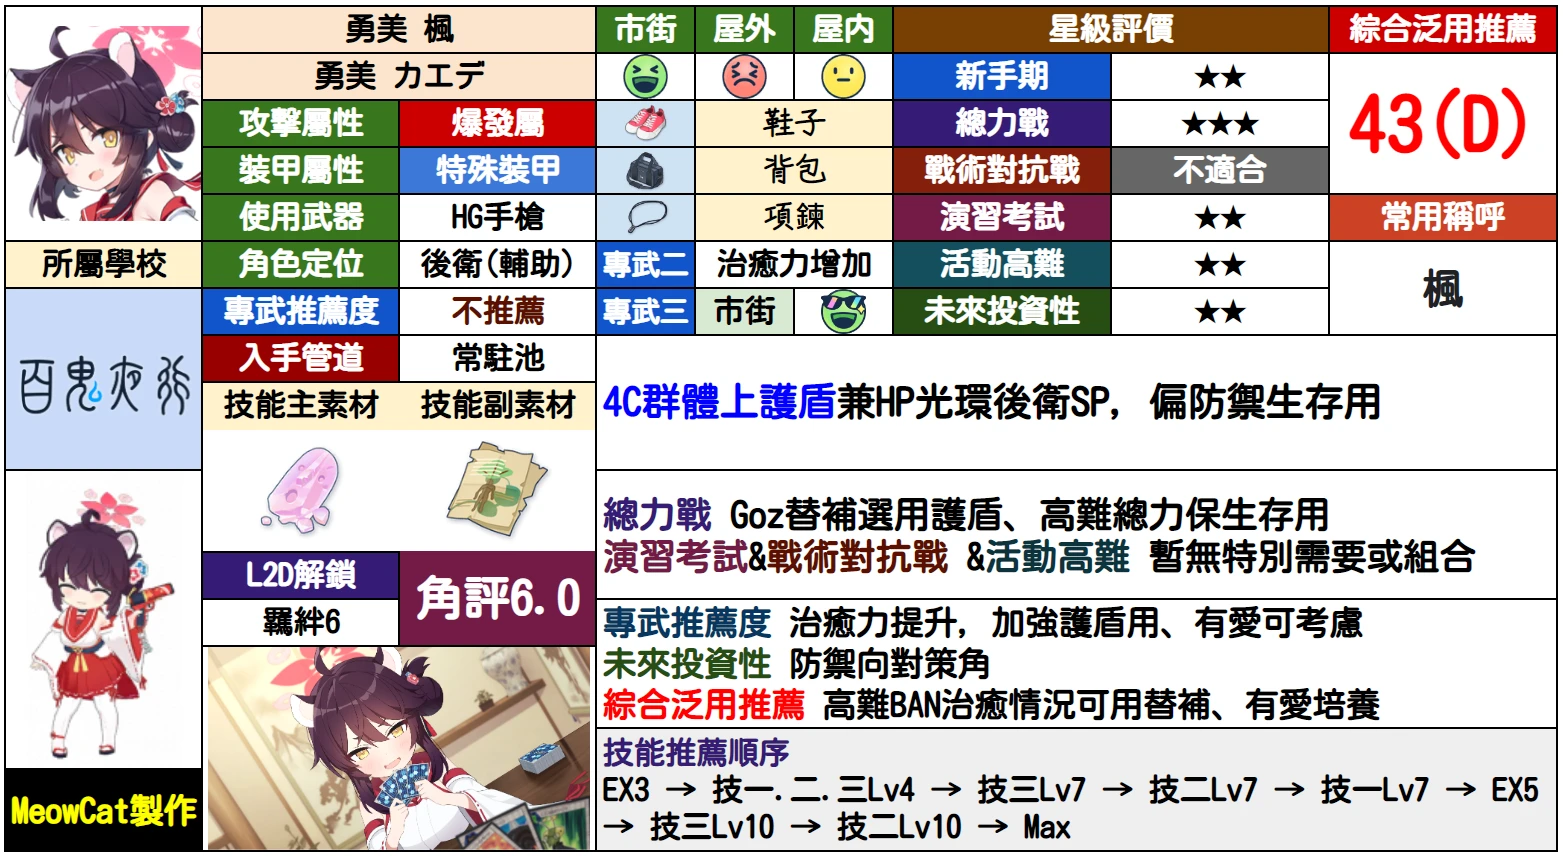 勇美 楓
市街
屋外
屋內
星級評價
綜合泛用推薦
勇美 カエデ
新手期
★★
43(D)
攻擊屬性
爆發屬
鞋子
總力戰
★★★
裝甲屬性
特殊裝甲
背包
戰術對抗戰
不適合
使用武器
HG手槍
項鍊
演習考試
★★
常用稱呼
所屬學校
角色定位
後衛(輔助)
專武二
治癒力增加
活動高難
★★
楓
百鬼夜行
專武推薦度
不推薦
專武三
市街
未來投資性
★★
入手管道
常駐池
4C群體上護盾兼HP光環後衛SP, 偏防禦生存用
技能主素材
技能副素材
總力戰 Goz替補選用護盾、高難總力保生存用
演習考試&戰術對抗戰 &活動高難 暫無特別需要或組合
L2D解鎖
角評6.0
羈絆6
專武推薦度 治癒力提升, 加強護盾用、有愛可考慮
未來投資性 防禦向對策角
綜合泛用推薦 高難BAN治癒情況可用替補、有愛培養
技能推薦順序
EX3 → 技一.二.三Lv4 → 技三Lv7 → 技二Lv7 → 技一Lv7 → EX5
→ 技三Lv10 → 技二Lv10 → Max
MeowCat製作